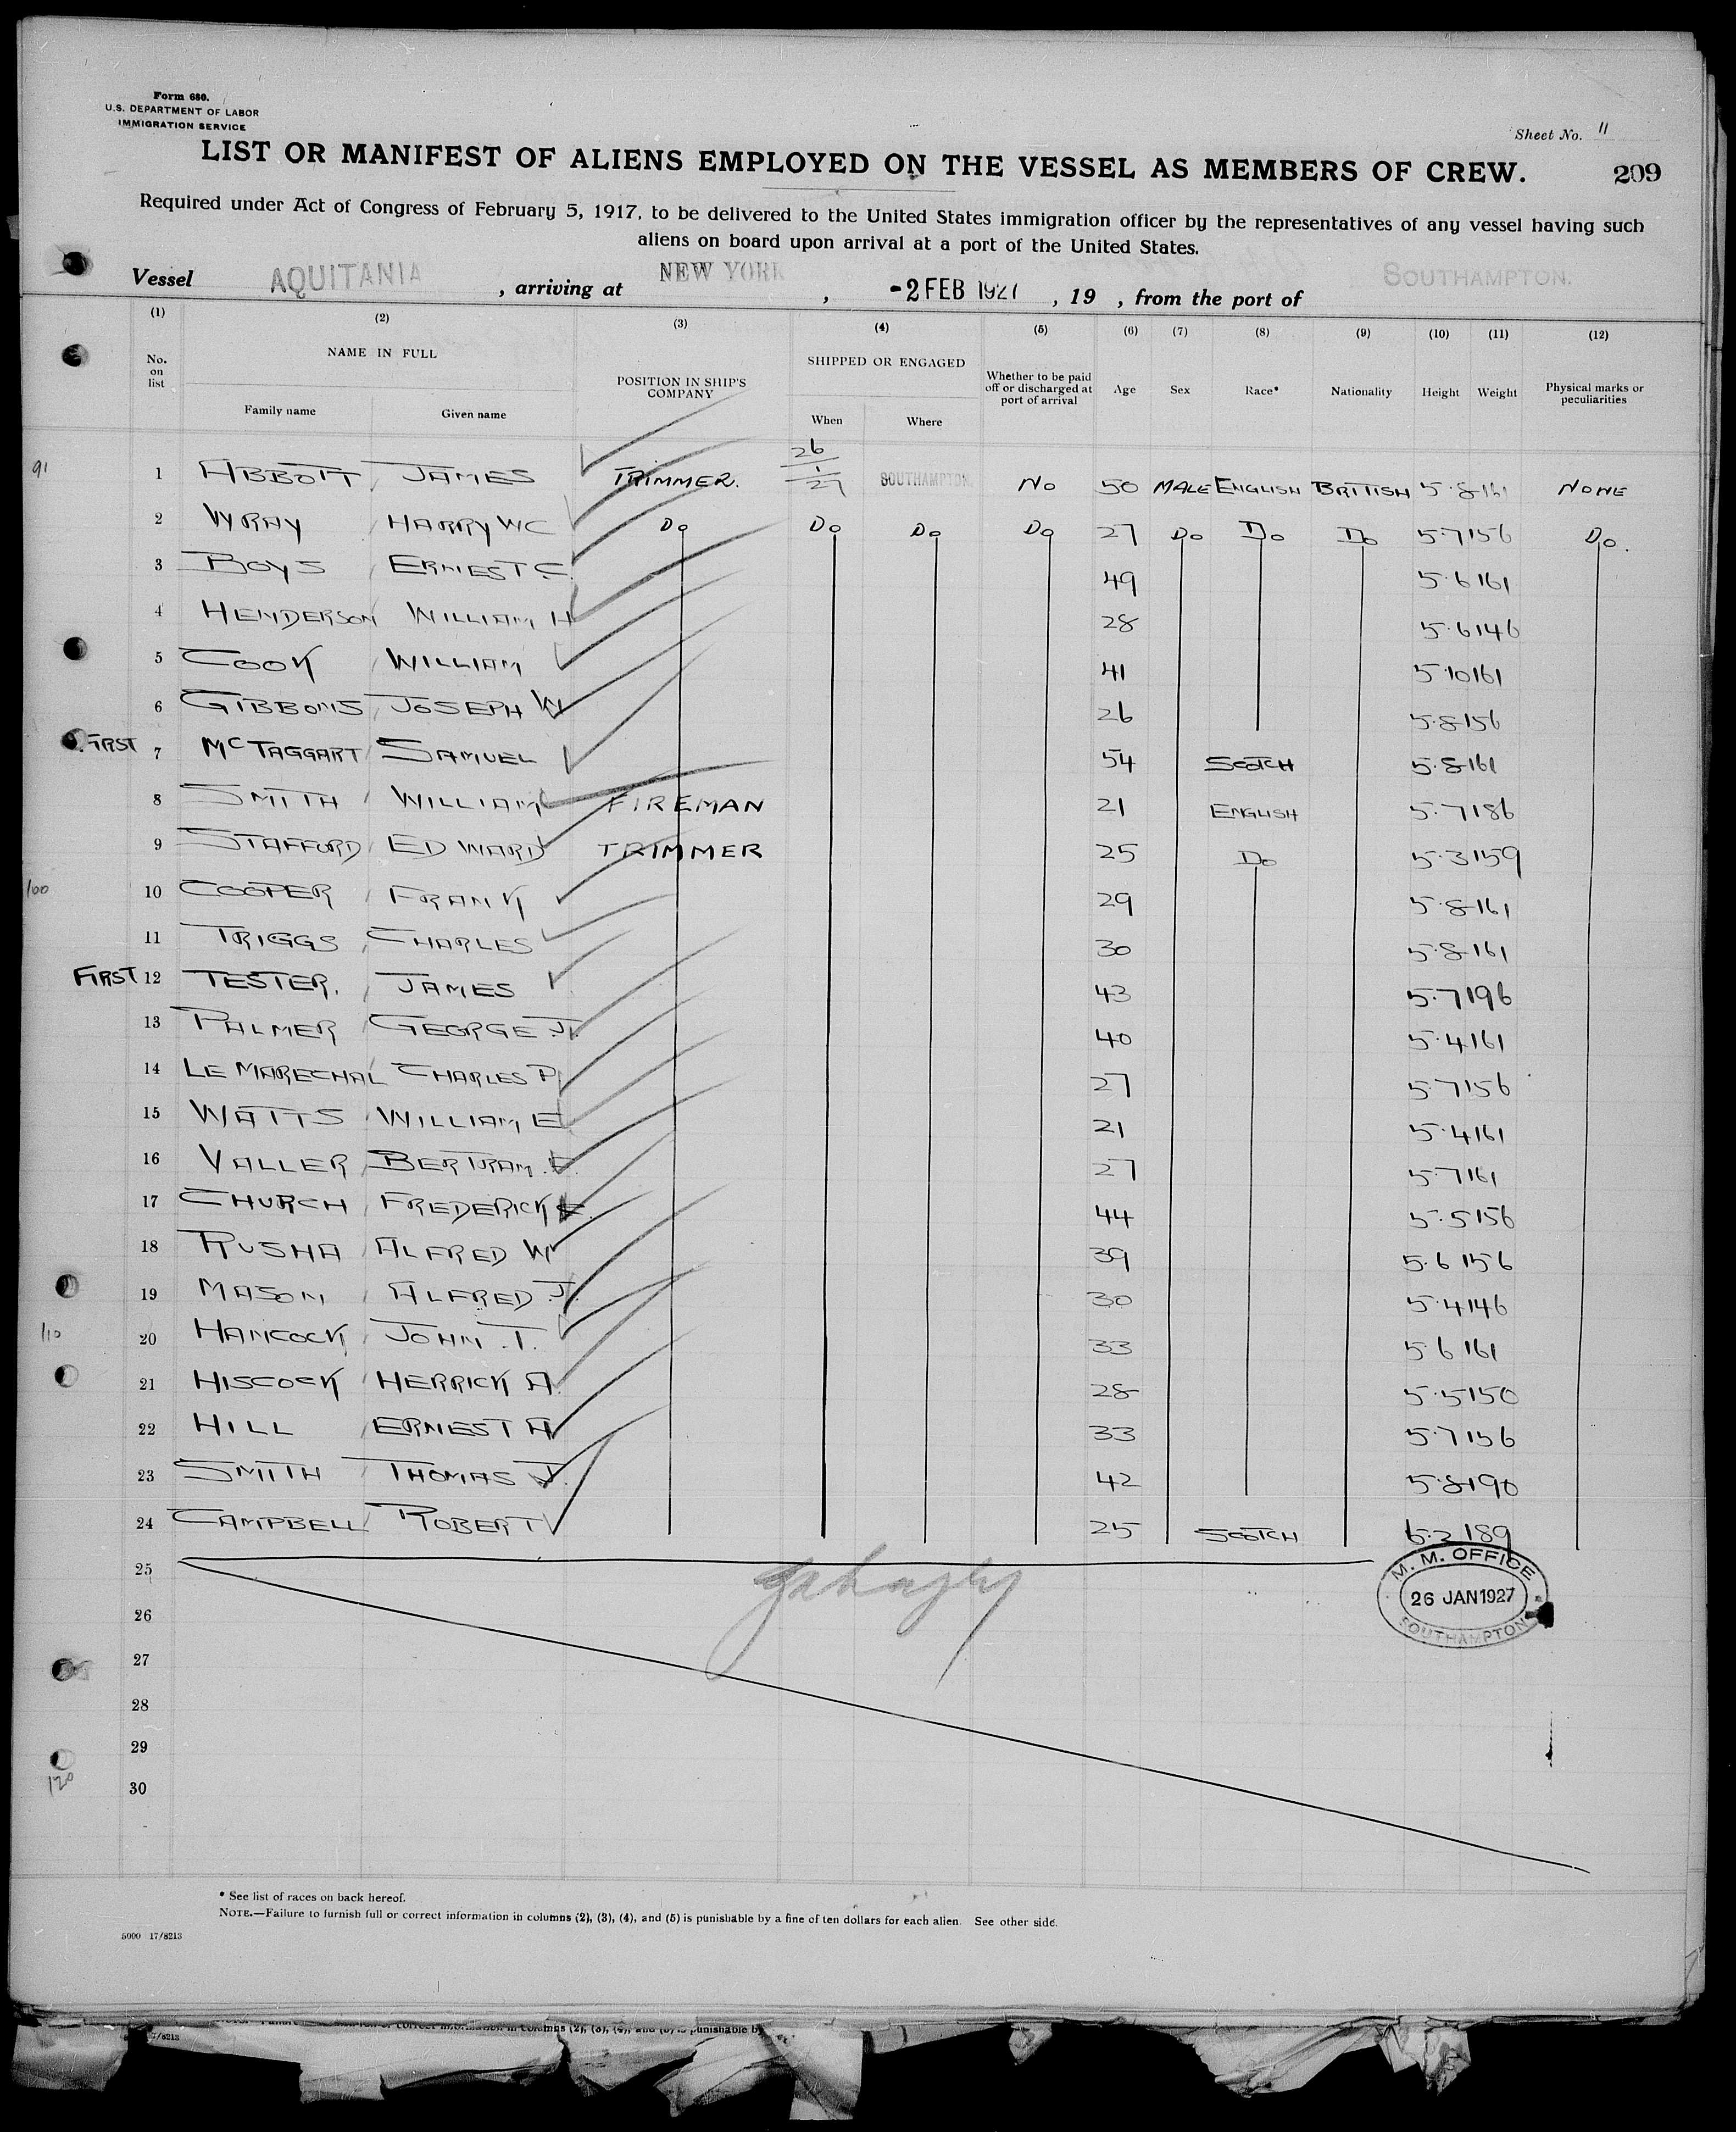 Form 680.
U.S. DEPARTMENT OF LABOR
IMMIGRATION SERVICE
Sheet No. 11
LIST OR MANIFEST OF ALIENS EMPLOYED ON THE VESSEL AS MEMBERS OF CREW.
209
Required under Act of Congress of February 5, 1917, to be delivered to the United States immigration officer by the representatives of any vessel having such
aliens on board upon arrival at a port of the United States.
Vessel AQUITANIA, arriving at NEW YORK, -2 FEB 1927, 19 , from the port of SOUTHAMPTON.
(1) (2) (3) (4) (5) (6) (7) (8) (9) (10) (11) (12)
No. on list NAME IN FULL POSITION IN SHIP'S COMPANY SHIPPED OR ENGAGED Whether to be paid off or discharged at port of arrival Age Sex Race* Nationality Height Weight Physical marks or peculiarities
Family name Given name When Where
91 1 ABBOTT JAMES TRIMMER. 26/1/27 SOUTHAMPTON. NO 50 MALE ENGLISH BRITISH 5.8 161 NONE
2 WRAY HARRY W C Do Do Do Do 27 Do Do Do 5.7 156 Do.
3 BOYS ERNEST C. 49 5.6 161
4 HENDERSON WILLIAM H 28 5.6 146
5 COOK WILLIAM 41 5.10 161
6 GIBBONS JOSEPH W 26 5.8 156
FIRST 7 McTAGGART SAMUEL 54 SCOTCH 5.8 161
8 SMITH WILLIAM FIREMAN 21 ENGLISH 5.7 186
9 STAFFORD EDWARD TRIMMER 25 Do 5.3 159
100 10 COOPER FRANK 29 5.8 161
11 TRIGGS CHARLES 30 5.8 161
FIRST 12 TESTER. JAMES 43 5.7 196
13 PALMER GEORGE J. 40 5.4 161
14 LE MARECHAL CHARLES P 27 5.7 156
15 WATTS WILLIAM E 21 5.4 161
16 VALLER BERTRAM. E. 27 5.7 161
17 CHURCH FREDERICK 44 5.5 156
18 RUSHA ALFRED W 39 5.6 156
19 MASON ALFRED J. 30 5.4 146
110 20 HANCOCK JOHN. T. 33 5.6 161
21 HISCOCK HERRICK A. 28 5.5 150
22 HILL ERNEST A 33 5.7 156
23 SMITH THOMAS J. 42 5.8 190
24 CAMPBELL ROBERT 25 SCOTCH 6.2 189
25
26
27
28
29
30
120
M. M. OFFICE
26 JAN 1927
SOUTHAMPTON
* See list of races on back hereof.
NOTE.—Failure to furnish full or correct information in columns (2), (3), (4), and (5) is punishable by a fine of ten dollars for each alien. See other side.
5000 17/8213
correct information in columns (2), (3), (4), and (5) is punishable by
17/8213